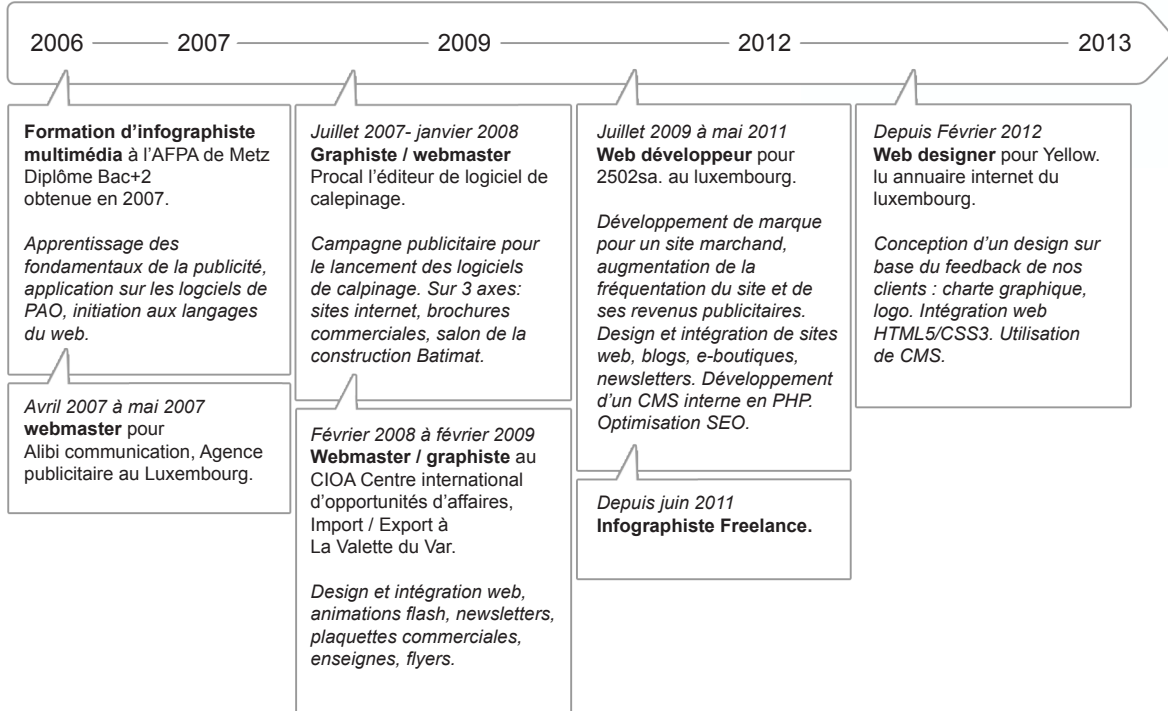 2006 2007 2009 2012 2013
Formation d’infographiste
multimédia à l’AFPA de Metz
Diplôme Bac+2
obtenue en 2007.
Apprentissage des
fondamentaux de la publicité,
application sur les logciels de
PAO, initiation aux langages
du web.
Avril 2007 à mai 2007
webmaster pour
Alibi communication, Agence
publicitaire au Luxembourg.
Juillet 2007- janvier 2008
Graphiste / webmaster
Procal l’éditeur de logiciel de
calepinage.
Campagne publicitaire pour
le lancement des logiciels
de calpinage. Sur 3 axes:
sites internet, brochures
commerciales, salon de la
construction Batimat.
Février 2008 à février 2009
Webmaster / graphiste au
CIOA Centre international
d’opportunités d’affaires,
Import / Export à
La Valette du Var.
Design et intégration web,
animations flash, newsletters,
plaquettes commerciales,
enseignes, flyers.
Juillet 2009 à mai 2011
Web développeur pour
2502sa. au luxembourg.
Développement de marque
pour un site marchand,
augmentation de la
fréquentation du site et de
ses revenus publicitaires.
Design et intégration de sites
web, blogs, e-boutiques,
newsletters. Développement
d’un CMS interne en PHP.
Optimisation SEO.
Depuis juin 2011
Infographiste Freelance.
Depuis Février 2012
Web designer pour Yellow.
lu annuaire internet du
luxembourg.
Conception d’un design sur
base du feedback de nos
clients : charte graphique,
logo. Intégration web
HTML5/CSS3. Utilisation
de CMS.